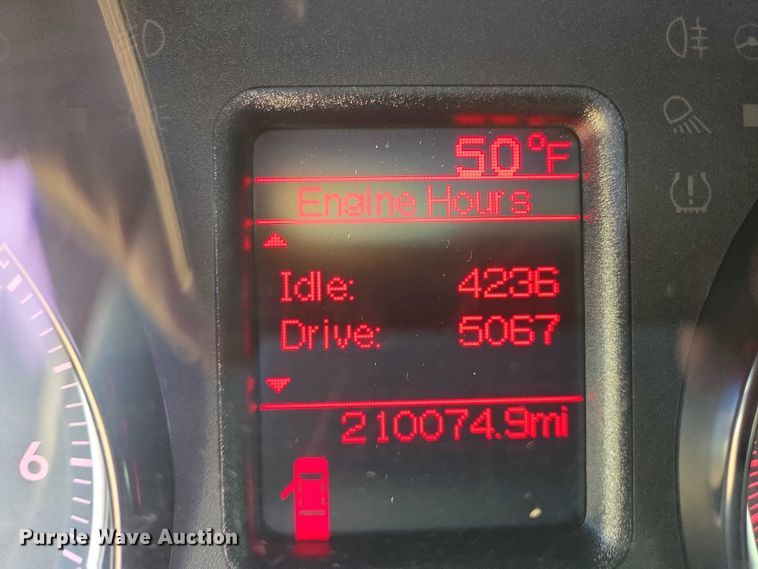 50°F
Engine Hours
Idle: 4236
Drive: 5067
210074.9mi
6
Purple Wave Auction